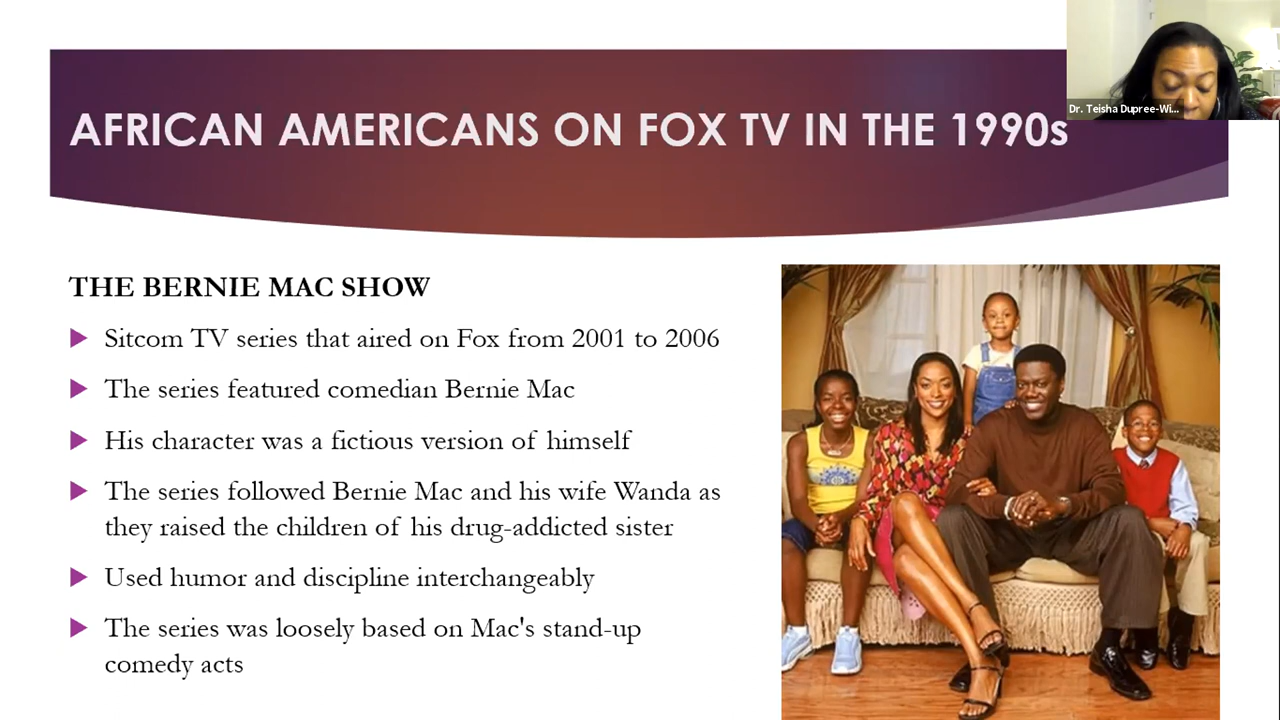 AFRICAN AMERICANS ON FOX TV IN THE 1990s
Dr. Teisha Dupree-Wi...
THE BERNIE MAC SHOW
Sitcom TV series that aired on Fox from 2001 to 2006
The series featured comedian Bernie Mac
His character was a fictious version of himself
The series followed Bernie Mac and his wife Wanda as
they raised the children of his drug-addicted sister
Used humor and discipline interchangeably
The series was loosely based on Mac's stand-up
comedy acts